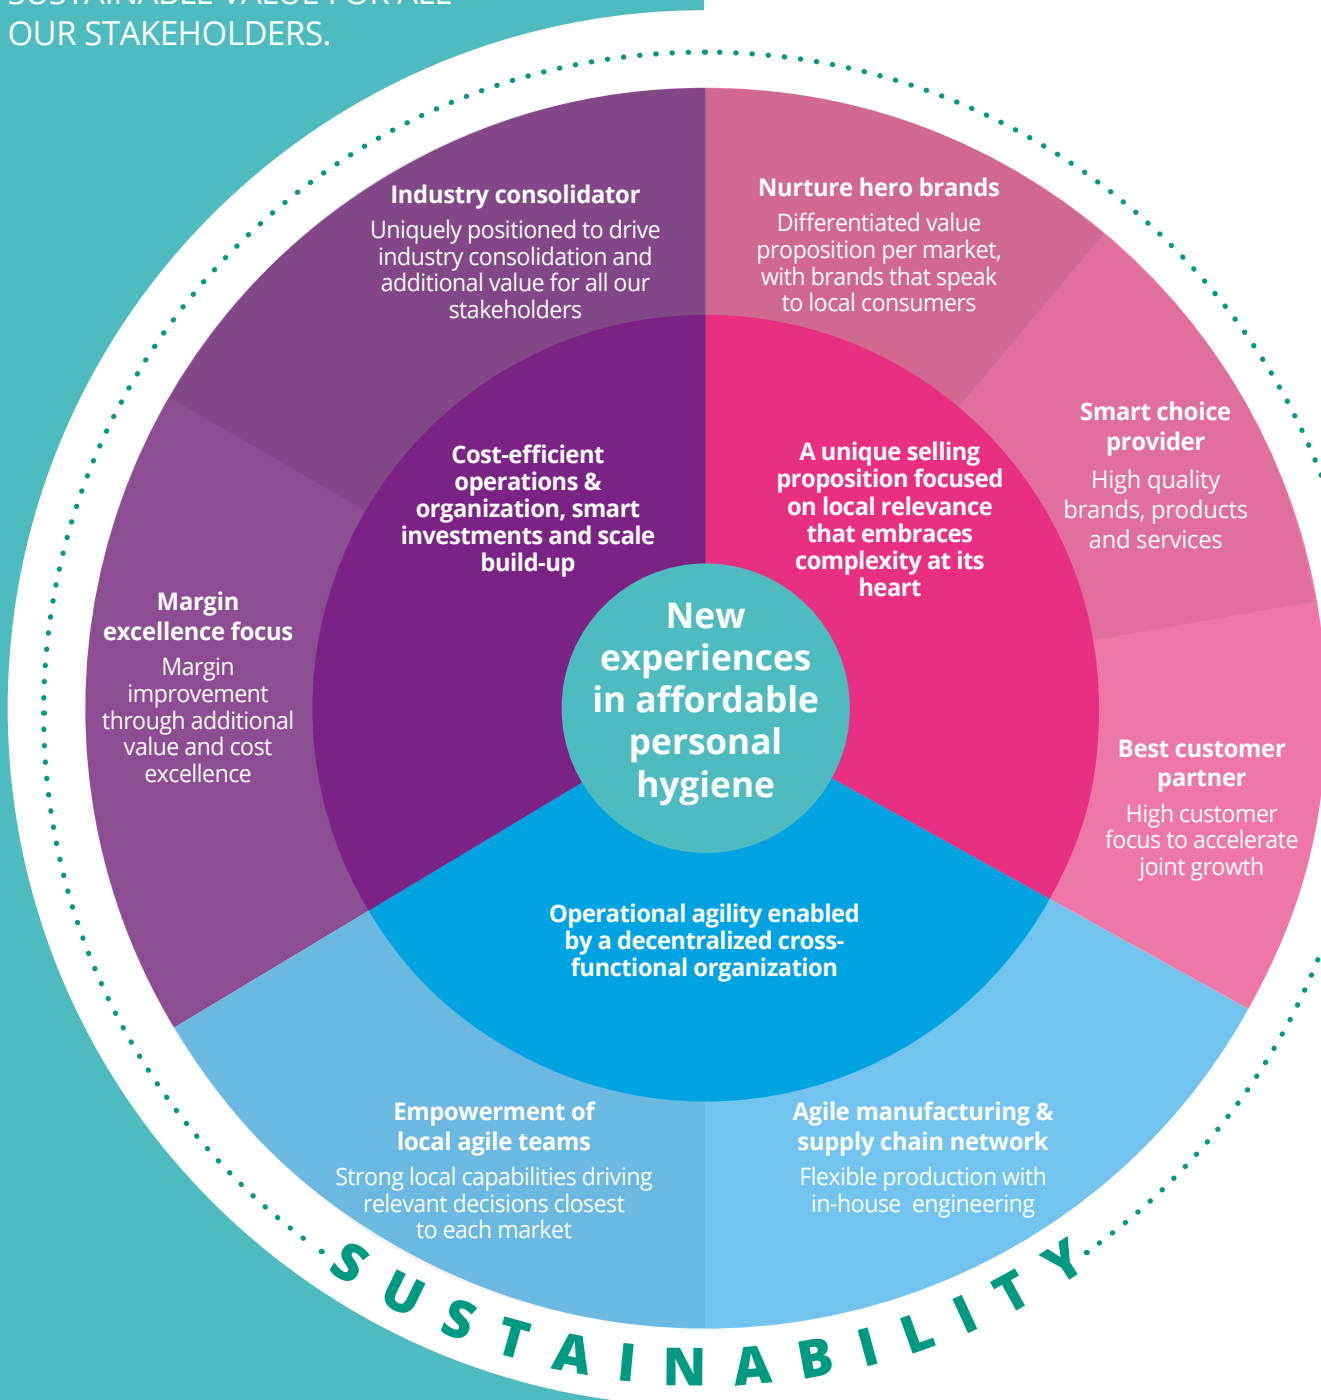 SUSTAINABLE VALUE FOR ALL
OUR STAKEHOLDERS.
Industry consolidator
Uniquely positioned to drive
industry consolidation and
additional value for all our
stakeholders
Nurture hero brands
Differentiated value
proposition per market,
with brands that speak
to local consumers
Smart choice
provider
High quality
brands, products
and services
Cost-efficient
operations &
organization, smart
investments and scale
build-up
A unique selling
proposition focused
on local relevance
that embraces
complexity at its
heart
Margin
excellence focus
Margin
improvement
through additional
value and cost
excellence
New
experiences
in affordable
personal
hygiene
Best customer
partner
High customer
focus to accelerate
joint growth
Operational agility enabled
by a decentralized cross-
functional organization
Empowerment of
local agile teams
Strong local capabilities driving
relevant decisions closest
to each market
Agile manufacturing &
supply chain network
Flexible production with
in-house engineering
SUSTAINABILITY